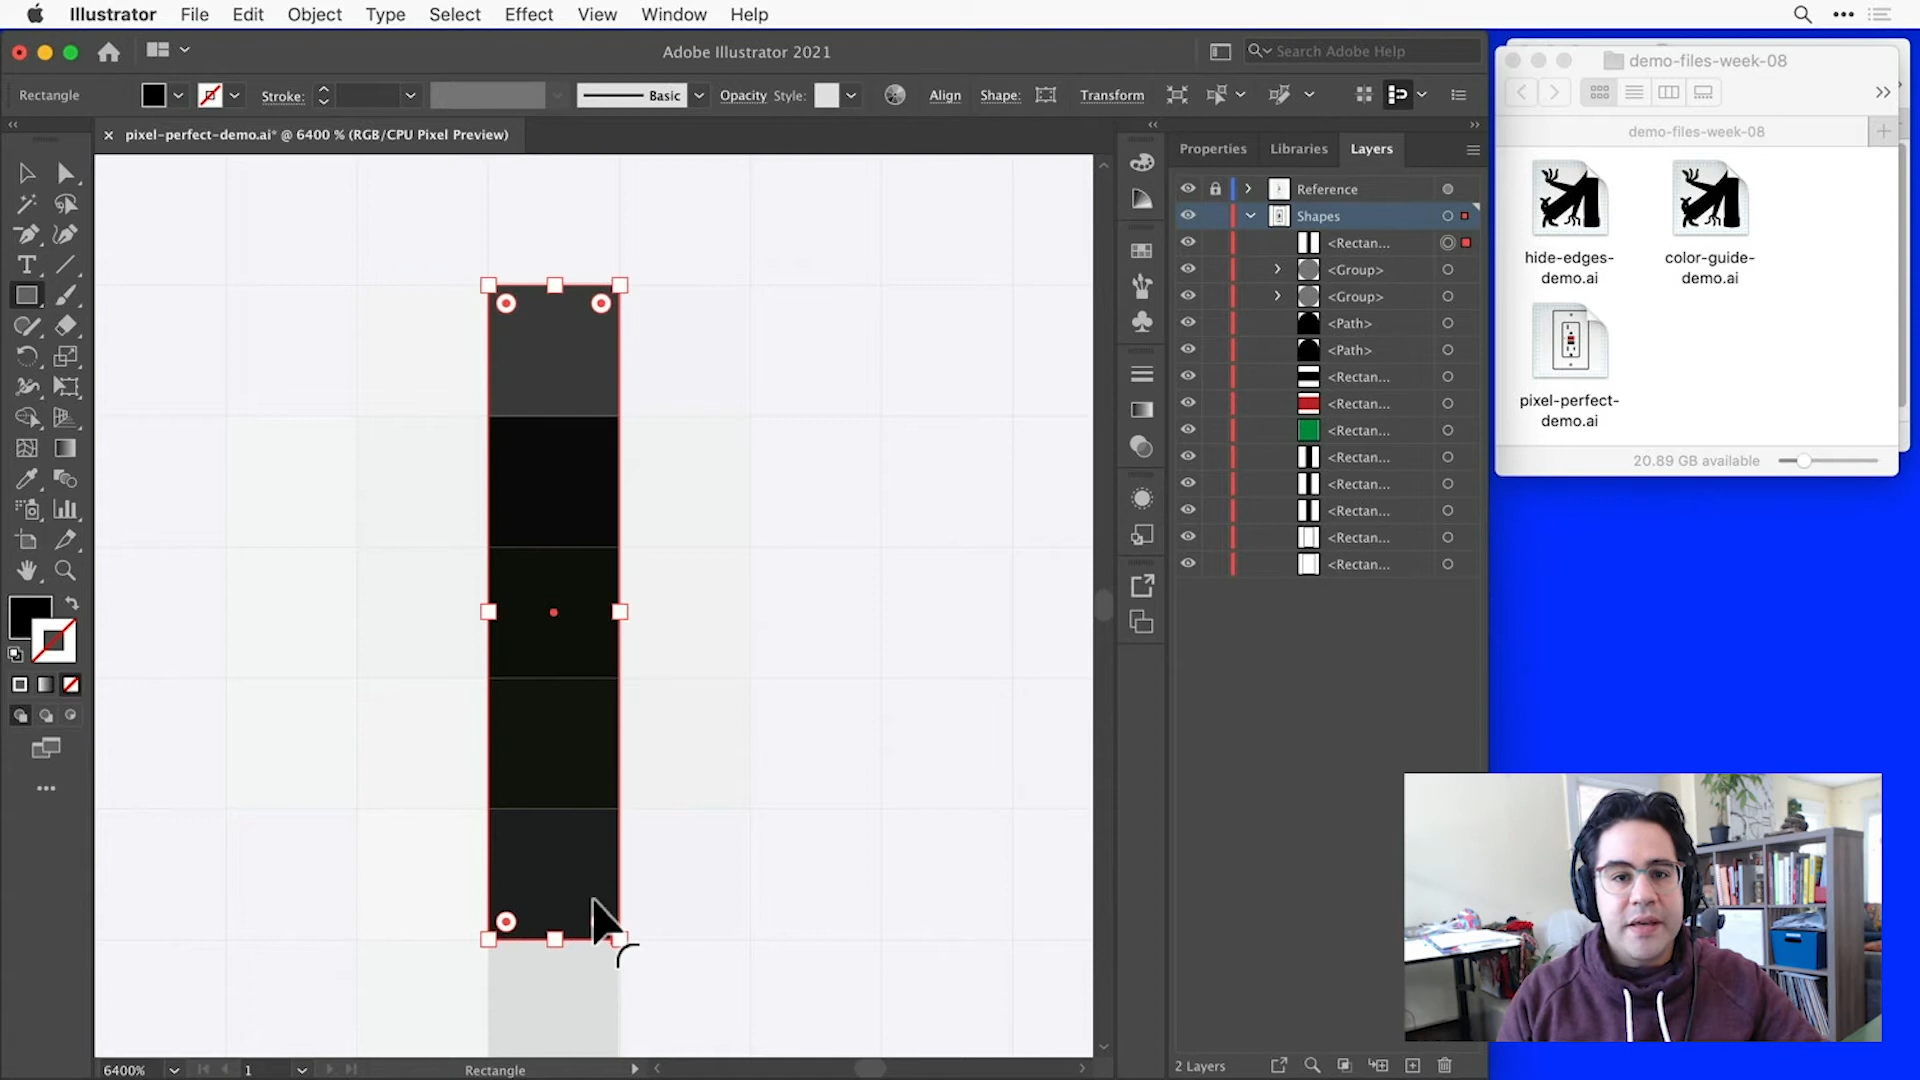 Illustrator File Edit Object Type Select Effect View Window Help
Adobe Illustrator 2021
Search Adobe Help
Rectangle
Stroke:
Basic
Opacity Style:
Align
Shape:
Transform
× pixel-perfect-demo.ai* @ 6400 % (RGB/CPU Pixel Preview)
Properties Libraries Layers
Reference
Shapes
<Rectan...
<Group>
<Group>
<Path>
<Path>
<Rectan...
<Rectan...
<Rectan...
<Rectan...
<Rectan...
<Rectan...
<Rectan...
<Rectan...
2 Layers
6400%
1
Rectangle
demo-files-week-08
demo-files-week-08
hide-edges-
demo.ai
color-guide-
demo.ai
pixel-perfect-
demo.ai
20.89 GB available